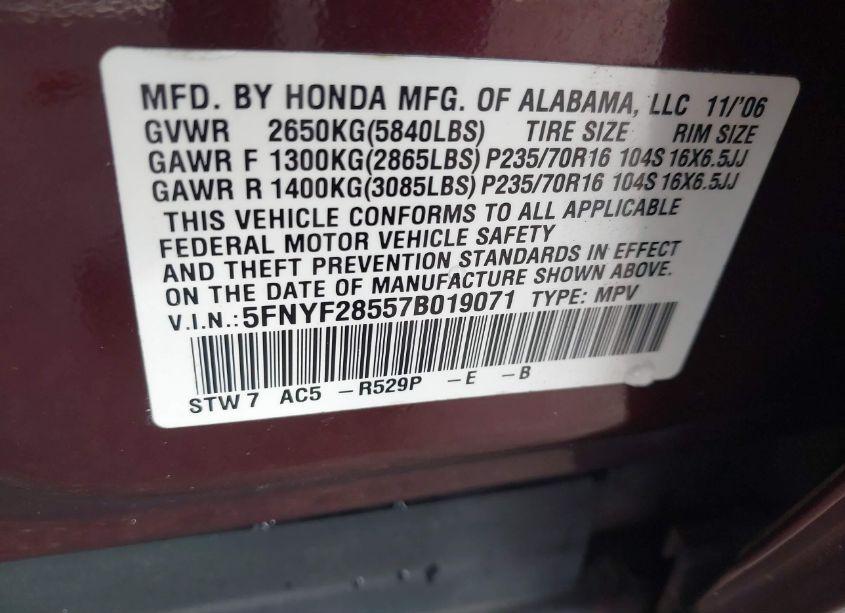 MFD. BY HONDA MFG. OF ALABAMA, LLC 11/'06
GVWR 2650KG(5840LBS) TIRE SIZE RIM SIZE
GAWR F 1300KG(2865LBS) P235/70R16 104S 16X6.5JJ
GAWR R 1400KG(3085LBS) P235/70R16 104S 16X6.5JJ
THIS VEHICLE CONFORMS TO ALL APPLICABLE
FEDERAL MOTOR VEHICLE SAFETY
AND THEFT PREVENTION STANDARDS IN EFFECT
ON THE DATE OF MANUFACTURE SHOWN ABOVE.
V.I.N.: 5FNYF28557B019071 TYPE: MPV
STW 7 AC5 –R529P –E –B